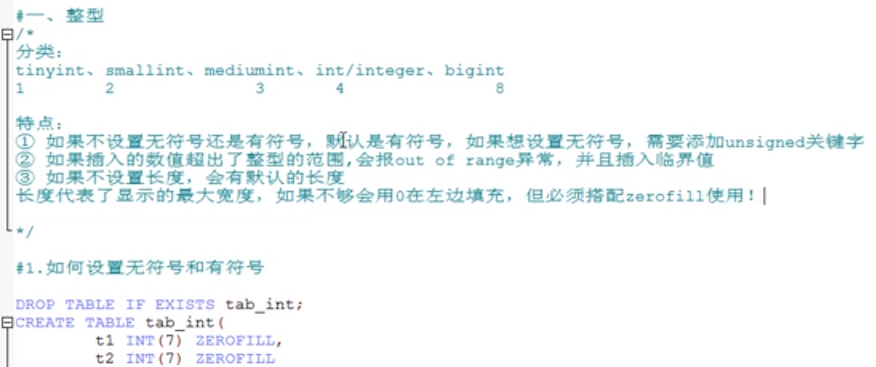 #一、整型
/*
分类：
tinyint、smallint、mediumint、int/integer、bigint
1 2 3 4 8
特点：
① 如果不设置无符号还是有符号，默认是有符号，如果想设置无符号，需要添加unsigned关键字
② 如果插入的数值超出了整型的范围,会报out of range异常，并且插入临界值
③ 如果不设置长度，会有默认的长度
长度代表了显示的最大宽度，如果不够会用0在左边填充，但必须搭配zerofill使用！
*/
#1.如何设置无符号和有符号
DROP TABLE IF EXISTS tab_int;
CREATE TABLE tab_int(
t1 INT(7) ZEROFILL,
t2 INT(7) ZEROFILL